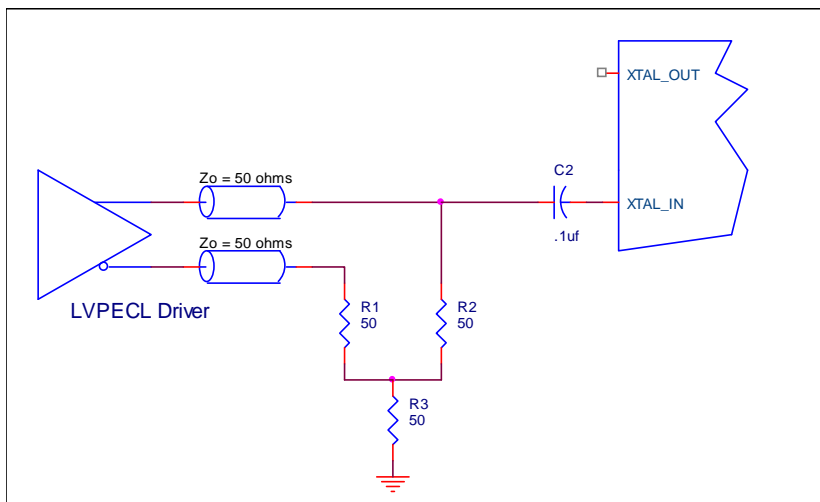 XTAL_OUT
C2
Zo = 50 ohms
XTAL_IN
.1uf
Zo = 50 ohms
LVPECL Driver
R1
50
R2
50
R3
50